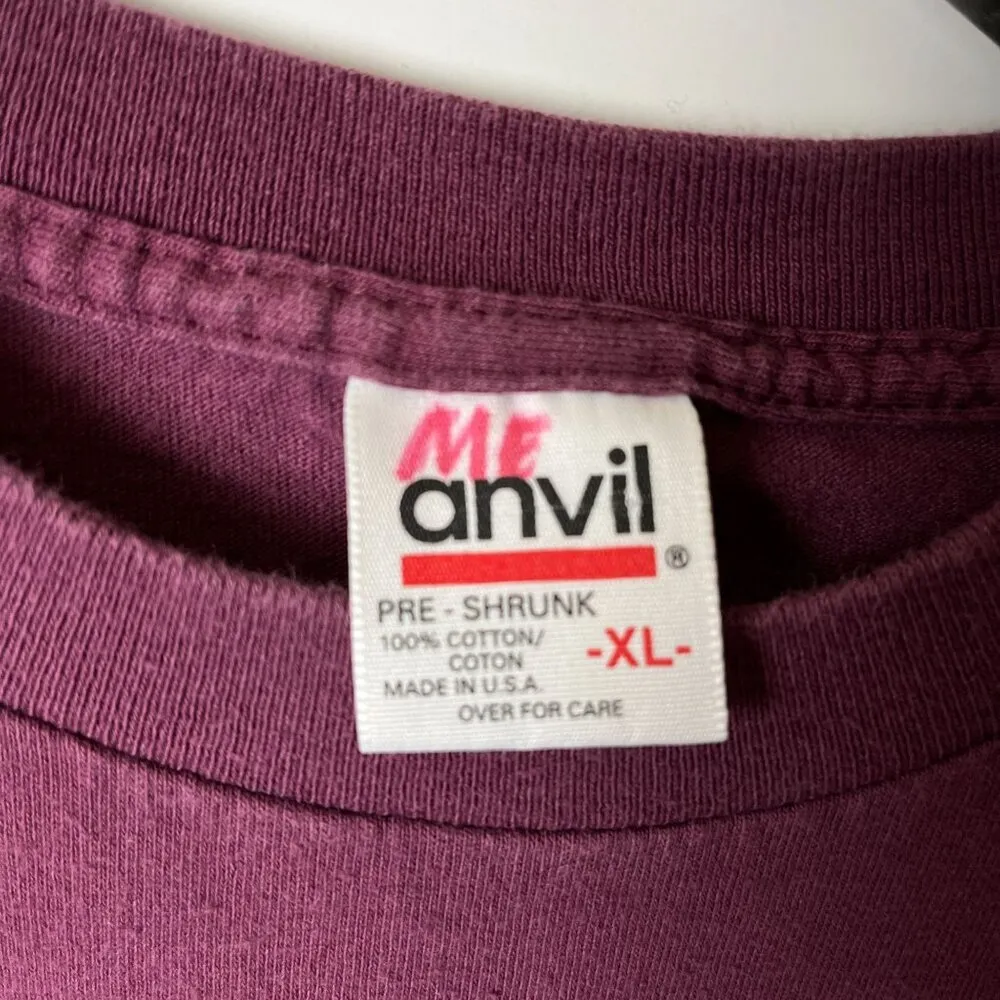 ME
anvil
®
PRE - SHRUNK
100% COTTON/
COTON
-XL-
MADE IN U.S.A.
OVER FOR CARE